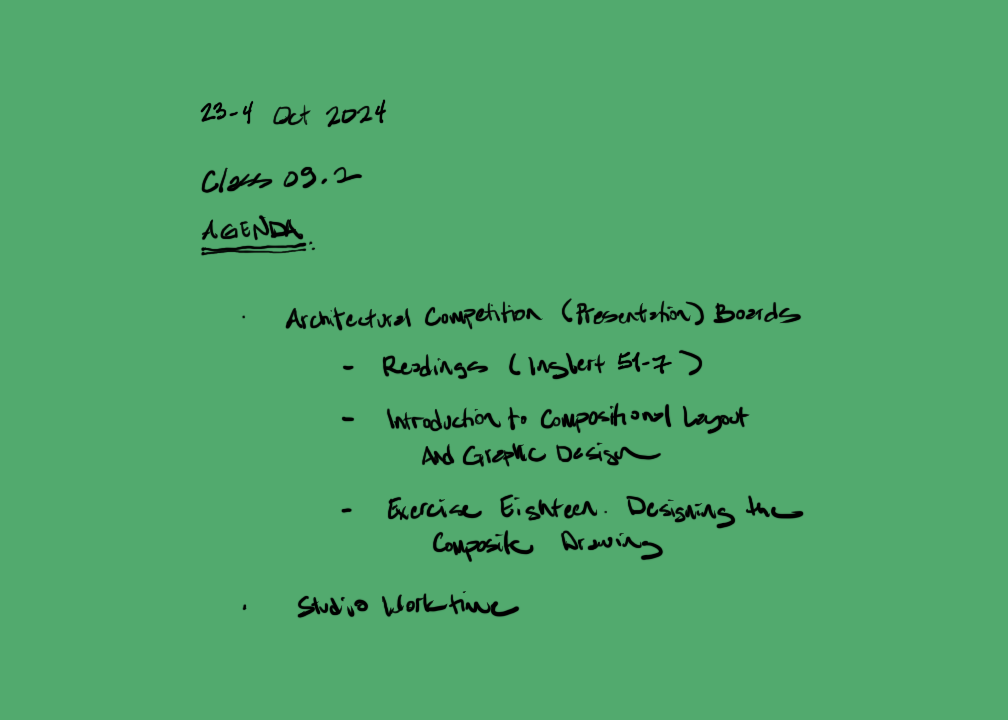 23-4 Oct 2024
Class 09.2
AGENDA:
· Architectural Competition (Presentation) Boards
- Readings (Inglert 51-7)
- Introduction to Compositional Layout
And Graphic Design
- Exercise Eighteen. Designing the
Composite Drawing
· Studio Worktime